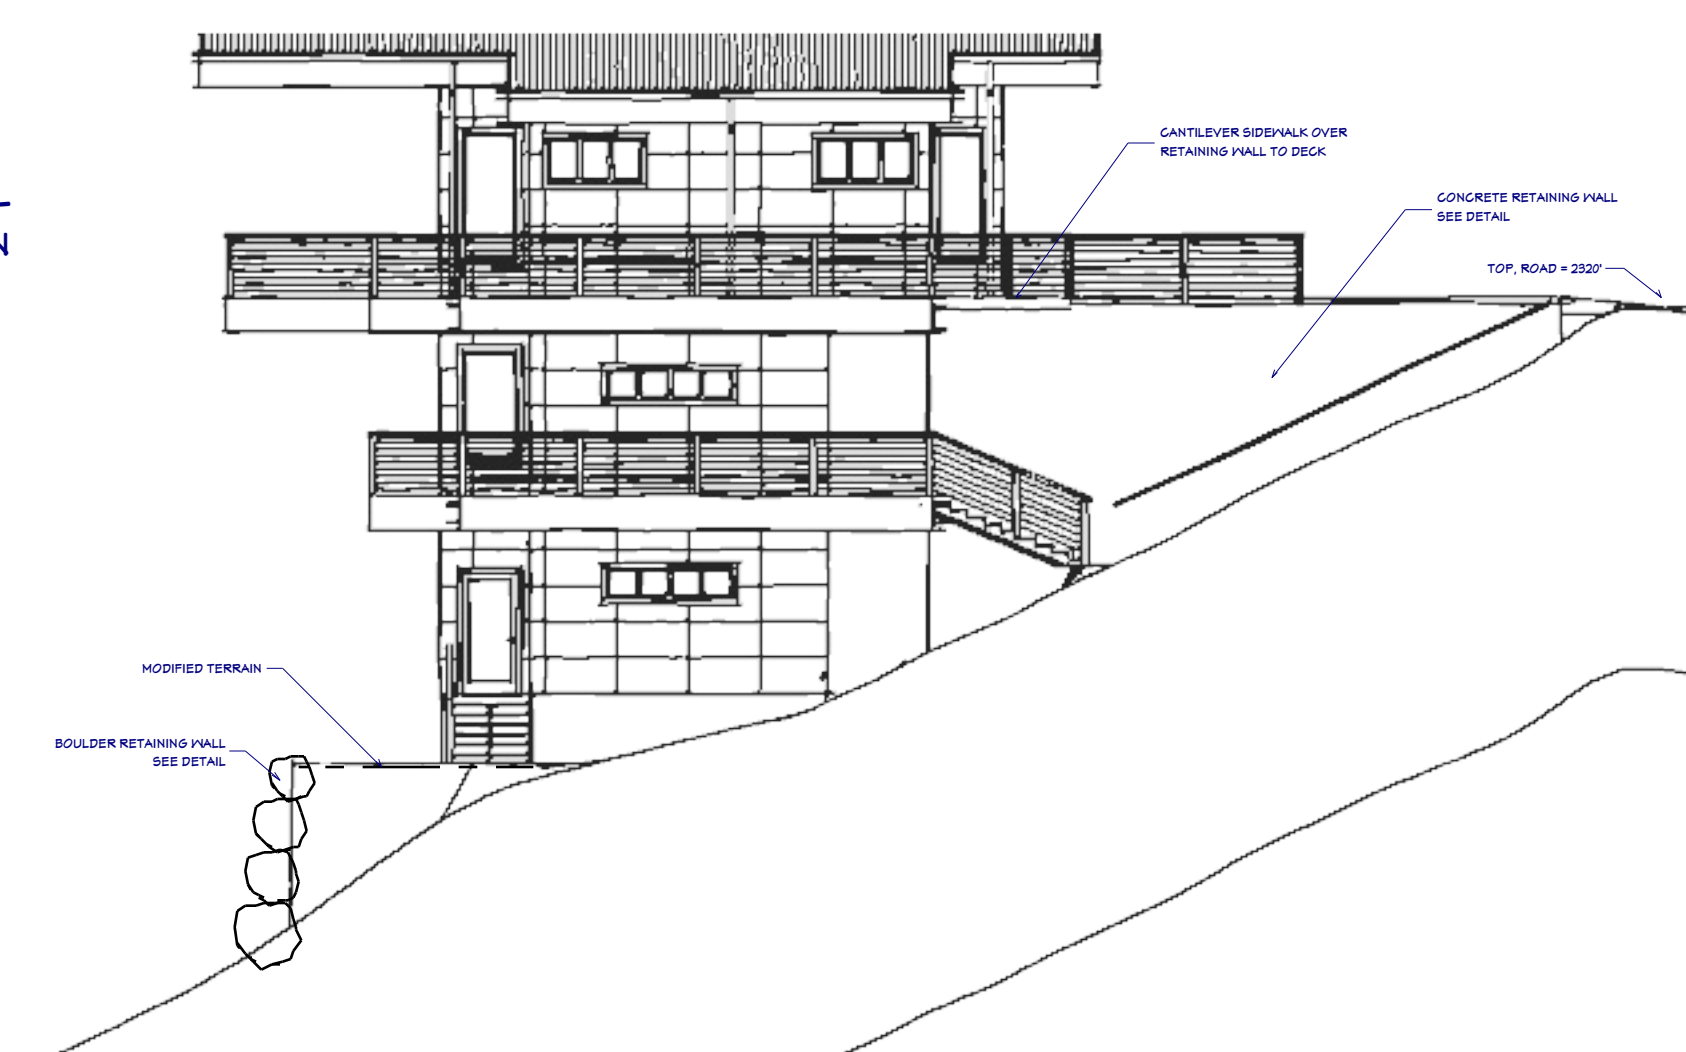 CANTILEVER SIDEWALK OVER
RETAINING WALL TO DECK
CONCRETE RETAINING WALL
SEE DETAIL
TOP, ROAD = 2320'
MODIFIED TERRAIN
BOULDER RETAINING WALL
SEE DETAIL